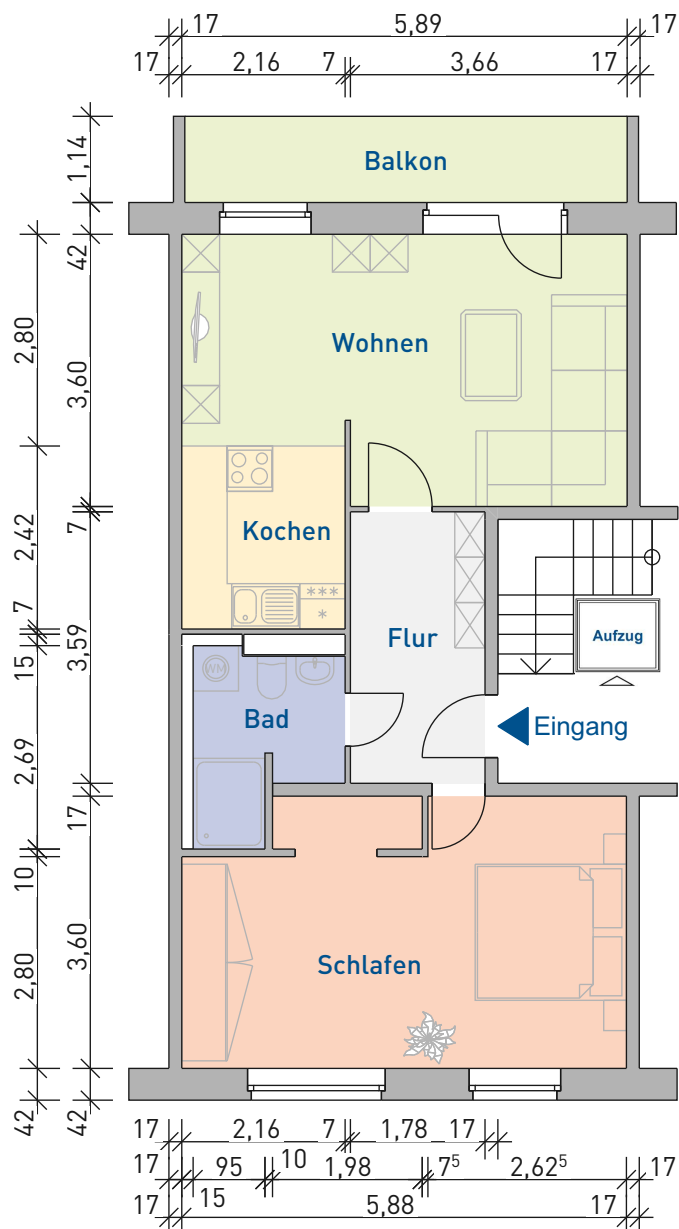 17 5,89 17
17 2,16 7 3,66 17
1,14
Balkon
42
2,80
3,60
Wohnen
2,42
7
Kochen
7
15
3,59
Flur
Aufzug
WM
Bad
Eingang
2,69
17
10
3,60
2,80
Schlafen
42
42
17 2,16 7 1,78 17
17 95 10 1,98 7⁵ 2,62⁵ 17
15
17 5,88 17